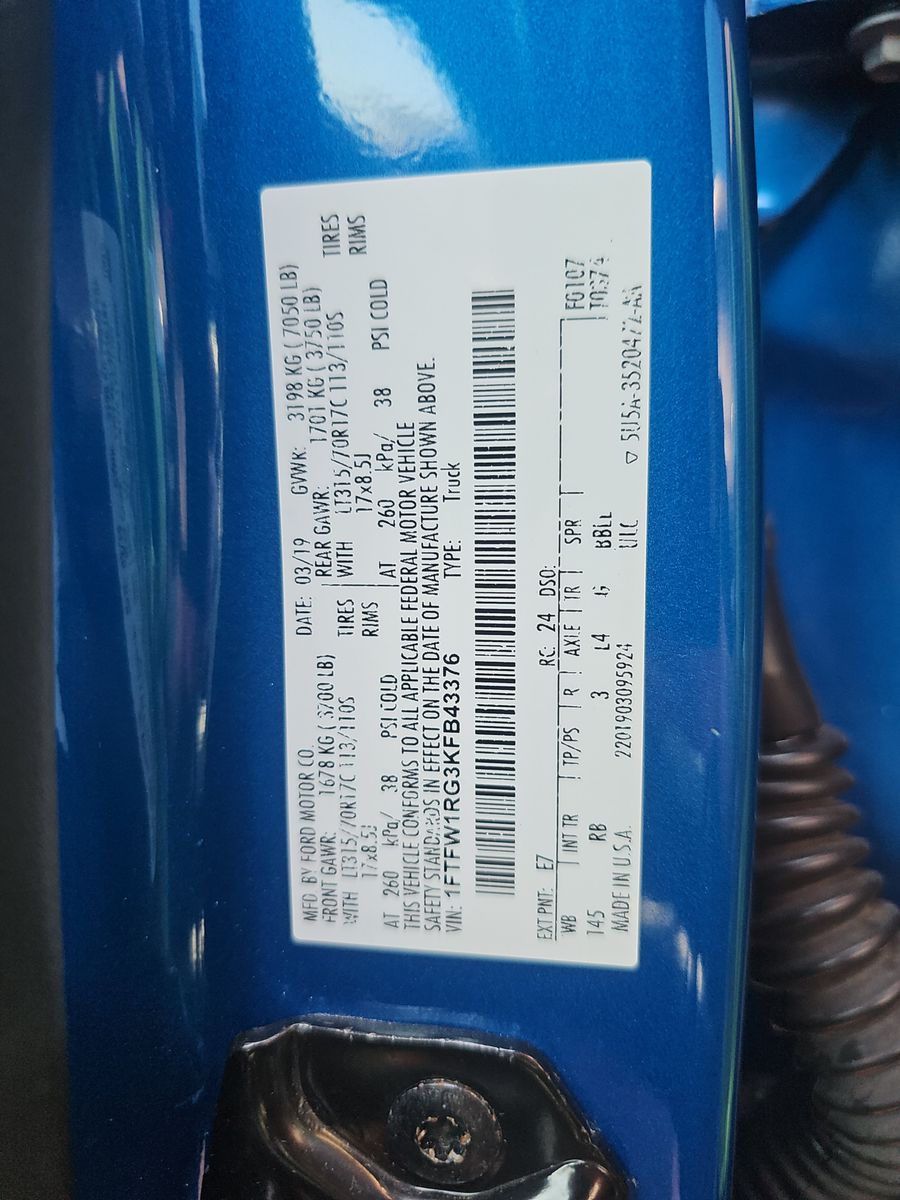 MFD. BY FORD MOTOR CO. DATE: 03/19 GVWR: 3198 KG ( 7050 LB)
FRONT GAWR: 1678 KG ( 3700 LB) REAR GAWR: 1701 KG ( 3750 LB)
WITH LT315/70R17C 113/110S TIRES WITH LT315/70R17C 113/110S TIRES
17x8.5J RIMS 17x8.5J RIMS
AT 260 kPa/ 38 PSI COLD AT 260 kPa/ 38 PSI COLD
THIS VEHICLE CONFORMS TO ALL APPLICABLE FEDERAL MOTOR VEHICLE
SAFETY STANDARDS IN EFFECT ON THE DATE OF MANUFACTURE SHOWN ABOVE.
VIN: 1FTFW1RG3KFB43376 TYPE: Truck
EXT PNT: E7 RC: 24 DSO:
WB INT TR TP/PS R AXLE TR SPR F0107
145 RB 3 L4 G BBLL
MADE IN U.S.A. 2201903095924 ULC
5U5A-3520472-AA